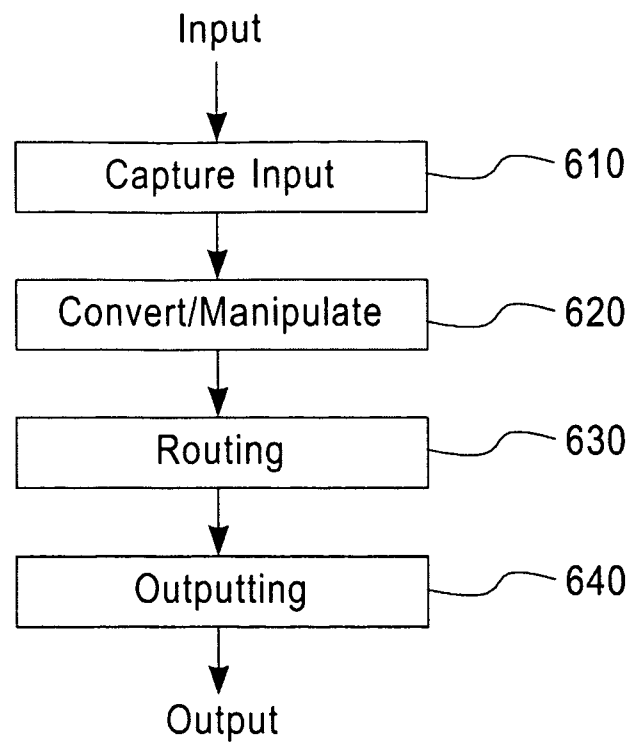 Input
Capture Input 610
Convert/Manipulate 620
Routing 630
Outputting 640
Output